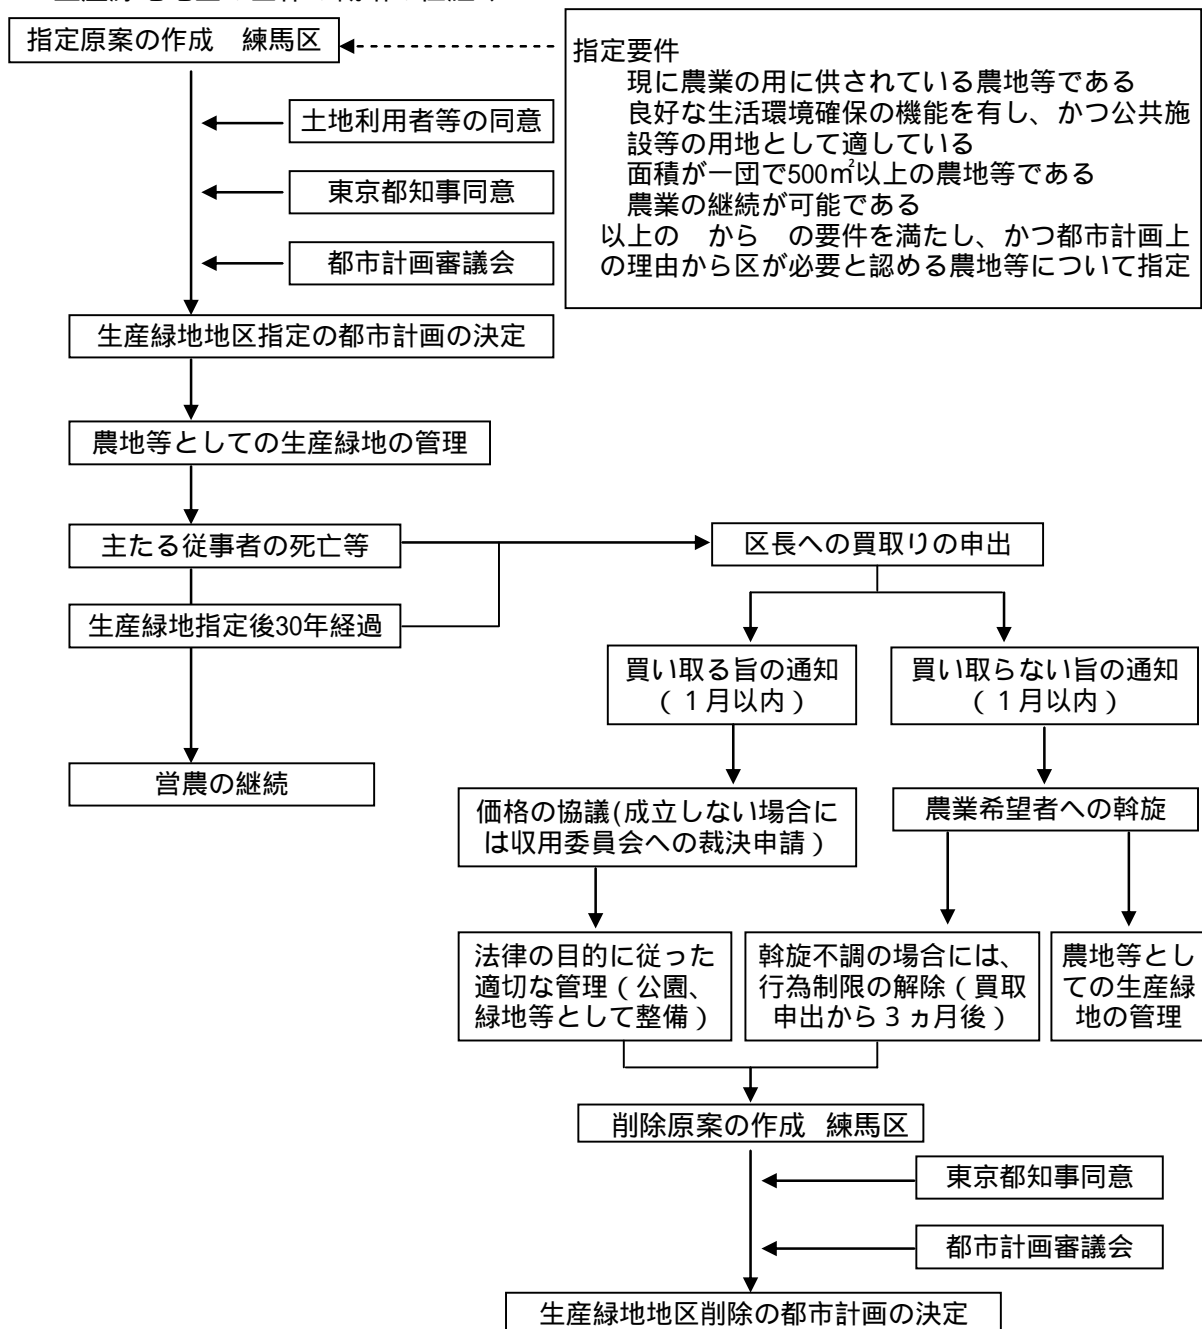 指定原案の作成　練馬区
指定要件
現に農業の用に供されている農地等である
良好な生活環境確保の機能を有し、かつ公共施
設等の用地として適している
面積が一団で500㎡以上の農地等である
農業の継続が可能である
以上の　から　の要件を満たし、かつ都市計画上
の理由から区が必要と認める農地等について指定
土地利用者等の同意
東京都知事同意
都市計画審議会
生産緑地地区指定の都市計画の決定
農地等としての生産緑地の管理
主たる従事者の死亡等
区長への買取りの申出
生産緑地指定後30年経過
買い取る旨の通知
（１月以内）
買い取らない旨の通知
（１月以内）
営農の継続
価格の協議(成立しない場合に
は収用委員会への裁決申請）
農業希望者への斡旋
法律の目的に従った
適切な管理（公園、
緑地等として整備）
斡旋不調の場合には、
行為制限の解除（買取
申出から３ヵ月後）
農地等とし
ての生産緑
地の管理
削除原案の作成　練馬区
東京都知事同意
都市計画審議会
生産緑地地区削除の都市計画の決定